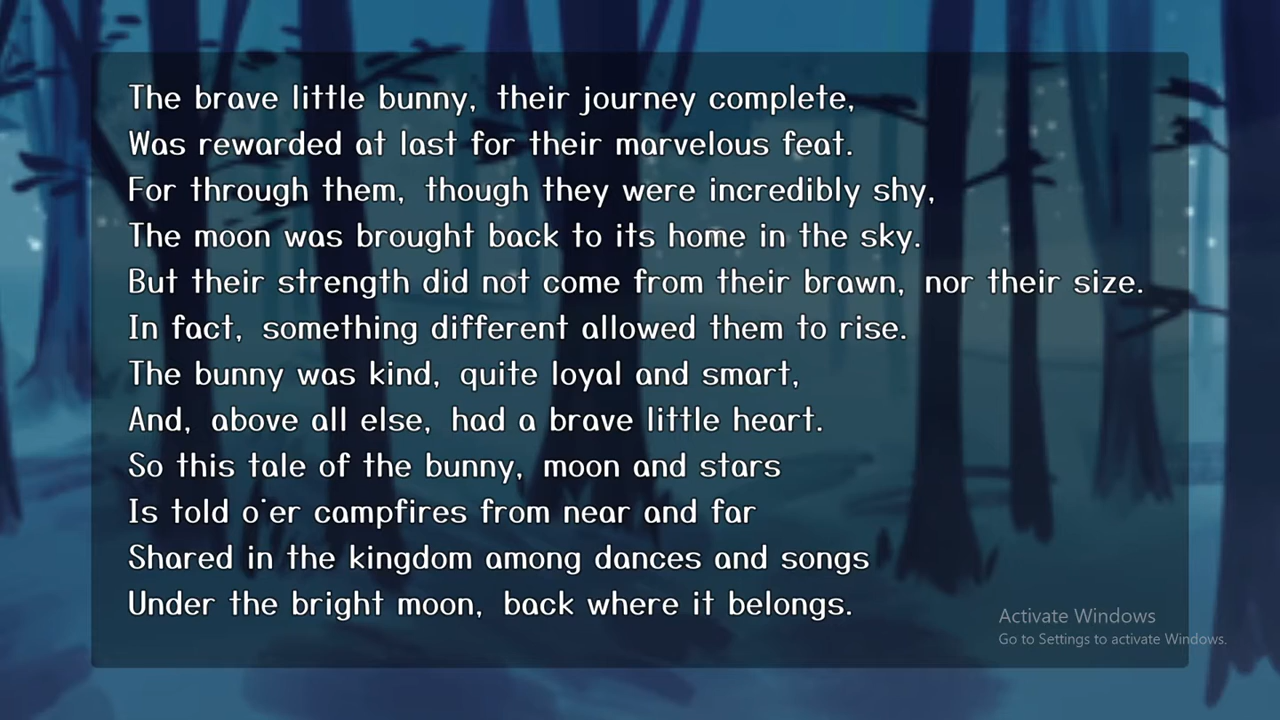 The brave little bunny, their journey complete,
Was rewarded at last for their marvelous feat.
For through them, though they were incredibly shy,
The moon was brought back to its home in the sky.
But their strength did not come from their brawn, nor their size.
In fact, something different allowed them to rise.
The bunny was kind, quite loyal and smart,
And, above all else, had a brave little heart.
So this tale of the bunny, moon and stars
Is told o'er campfires from near and far
Shared in the kingdom among dances and songs
Under the bright moon, back where it belongs.
Activate Windows
Go to Settings to activate Windows.